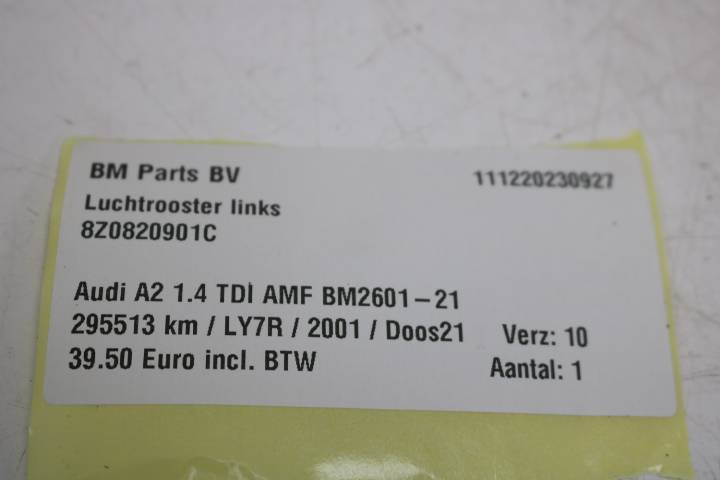 BM Parts BV 111220230927
Luchtrooster links
8Z0820901C
Audi A2 1.4 TDI AMF BM2601-21
295513 km / LY7R / 2001 / Doos21 Verz: 10
39.50 Euro incl. BTW Aantal: 1